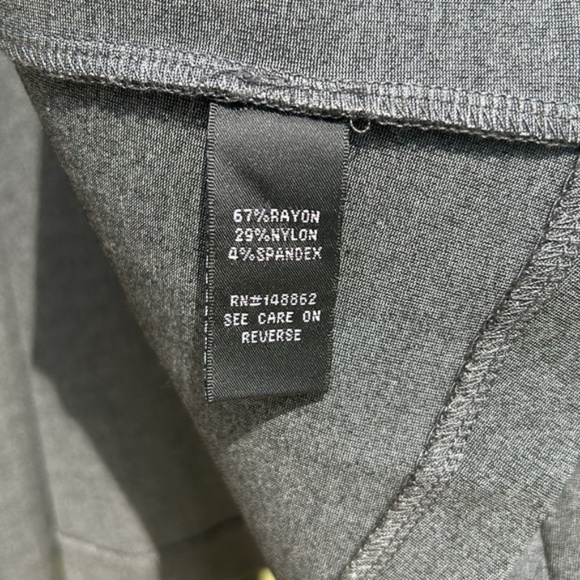 67%RAYON
29%NYLON
4%SPANDEX
RN#148862
SEE CARE ON
REVERSE